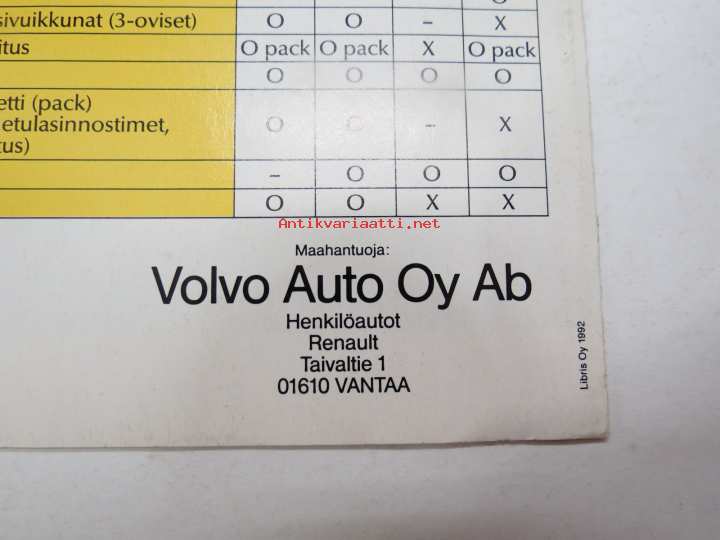 O
sivuikkunat (3-oviset) O O – X
itus O pack O pack X O pack
O O O O
etti (pack)
etulasinnostimet, O O – X
tus)
– O O O
O O X X
Antikvariaatti.net
Maahantuoja:
Volvo Auto Oy Ab
Henkilöautot
Renault
Taivaltie 1
01610 VANTAA
Libris Oy 1992